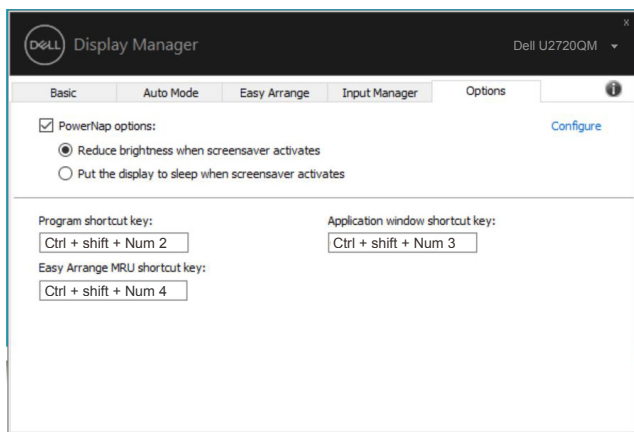 x
DELL Display Manager Dell U2720QM
Basic Auto Mode Easy Arrange Input Manager Options i
PowerNap options: Configure
Reduce brightness when screensaver activates
Put the display to sleep when screensaver activates
Program shortcut key: Application window shortcut key:
Ctrl + shift + Num 2 Ctrl + shift + Num 3
Easy Arrange MRU shortcut key:
Ctrl + shift + Num 4